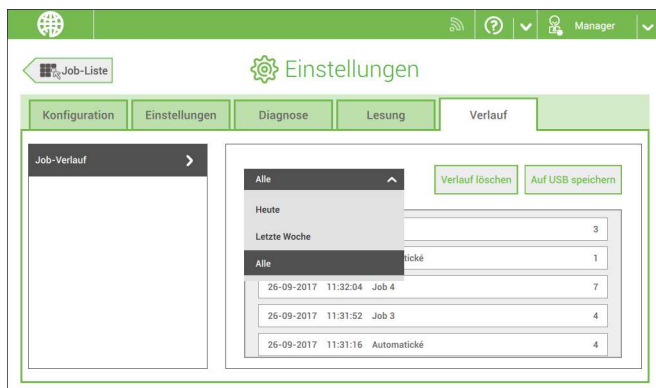 Manager
Job-Liste
Einstellungen
Konfiguration Einstellungen Diagnose Lesung Verlauf
Job-Verlauf
Alle
Verlauf löschen Auf USB speichern
Heute
Letzte Woche
Alle
3
tické 1
26-09-2017 11:32:04 Job 4 7
26-09-2017 11:31:52 Job 3 4
26-09-2017 11:31:16 Automatické 4